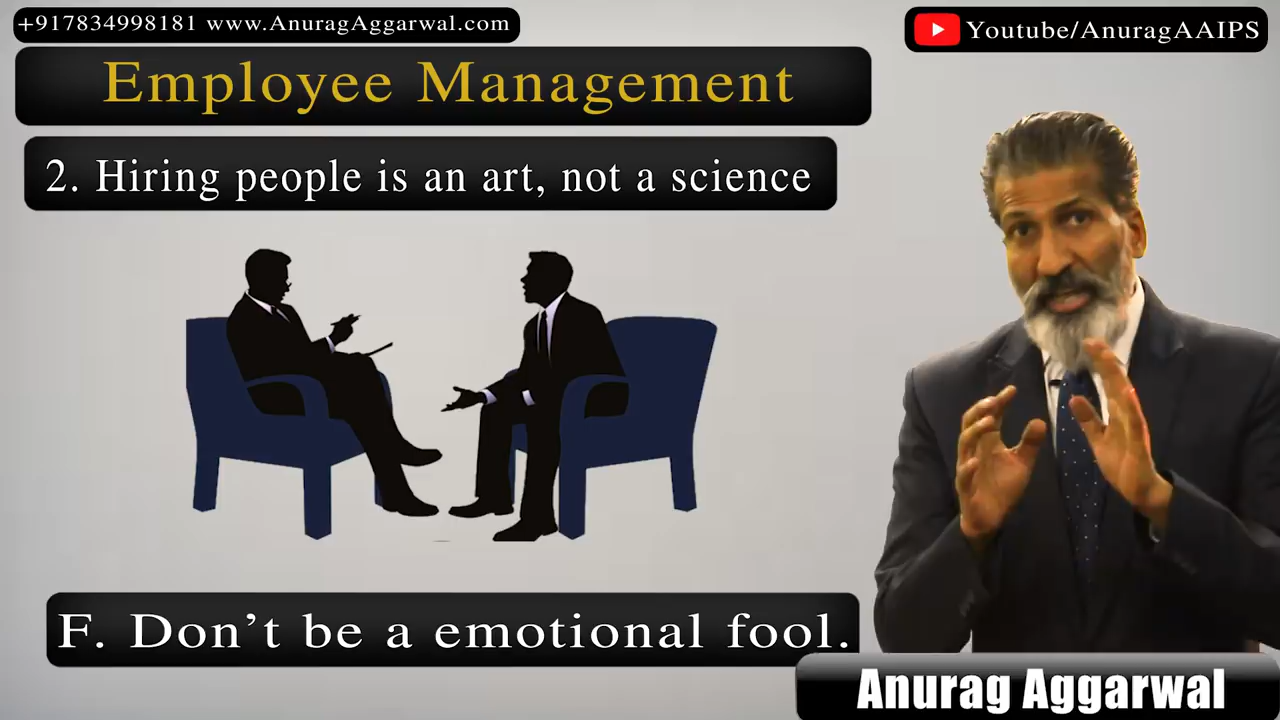 +917834998181 www.AnuragAggarwal.com
Youtube/AnuragAAIPS
Employee Management
2. Hiring people is an art, not a science
F. Don’t be a emotional fool.
Anurag Aggarwal